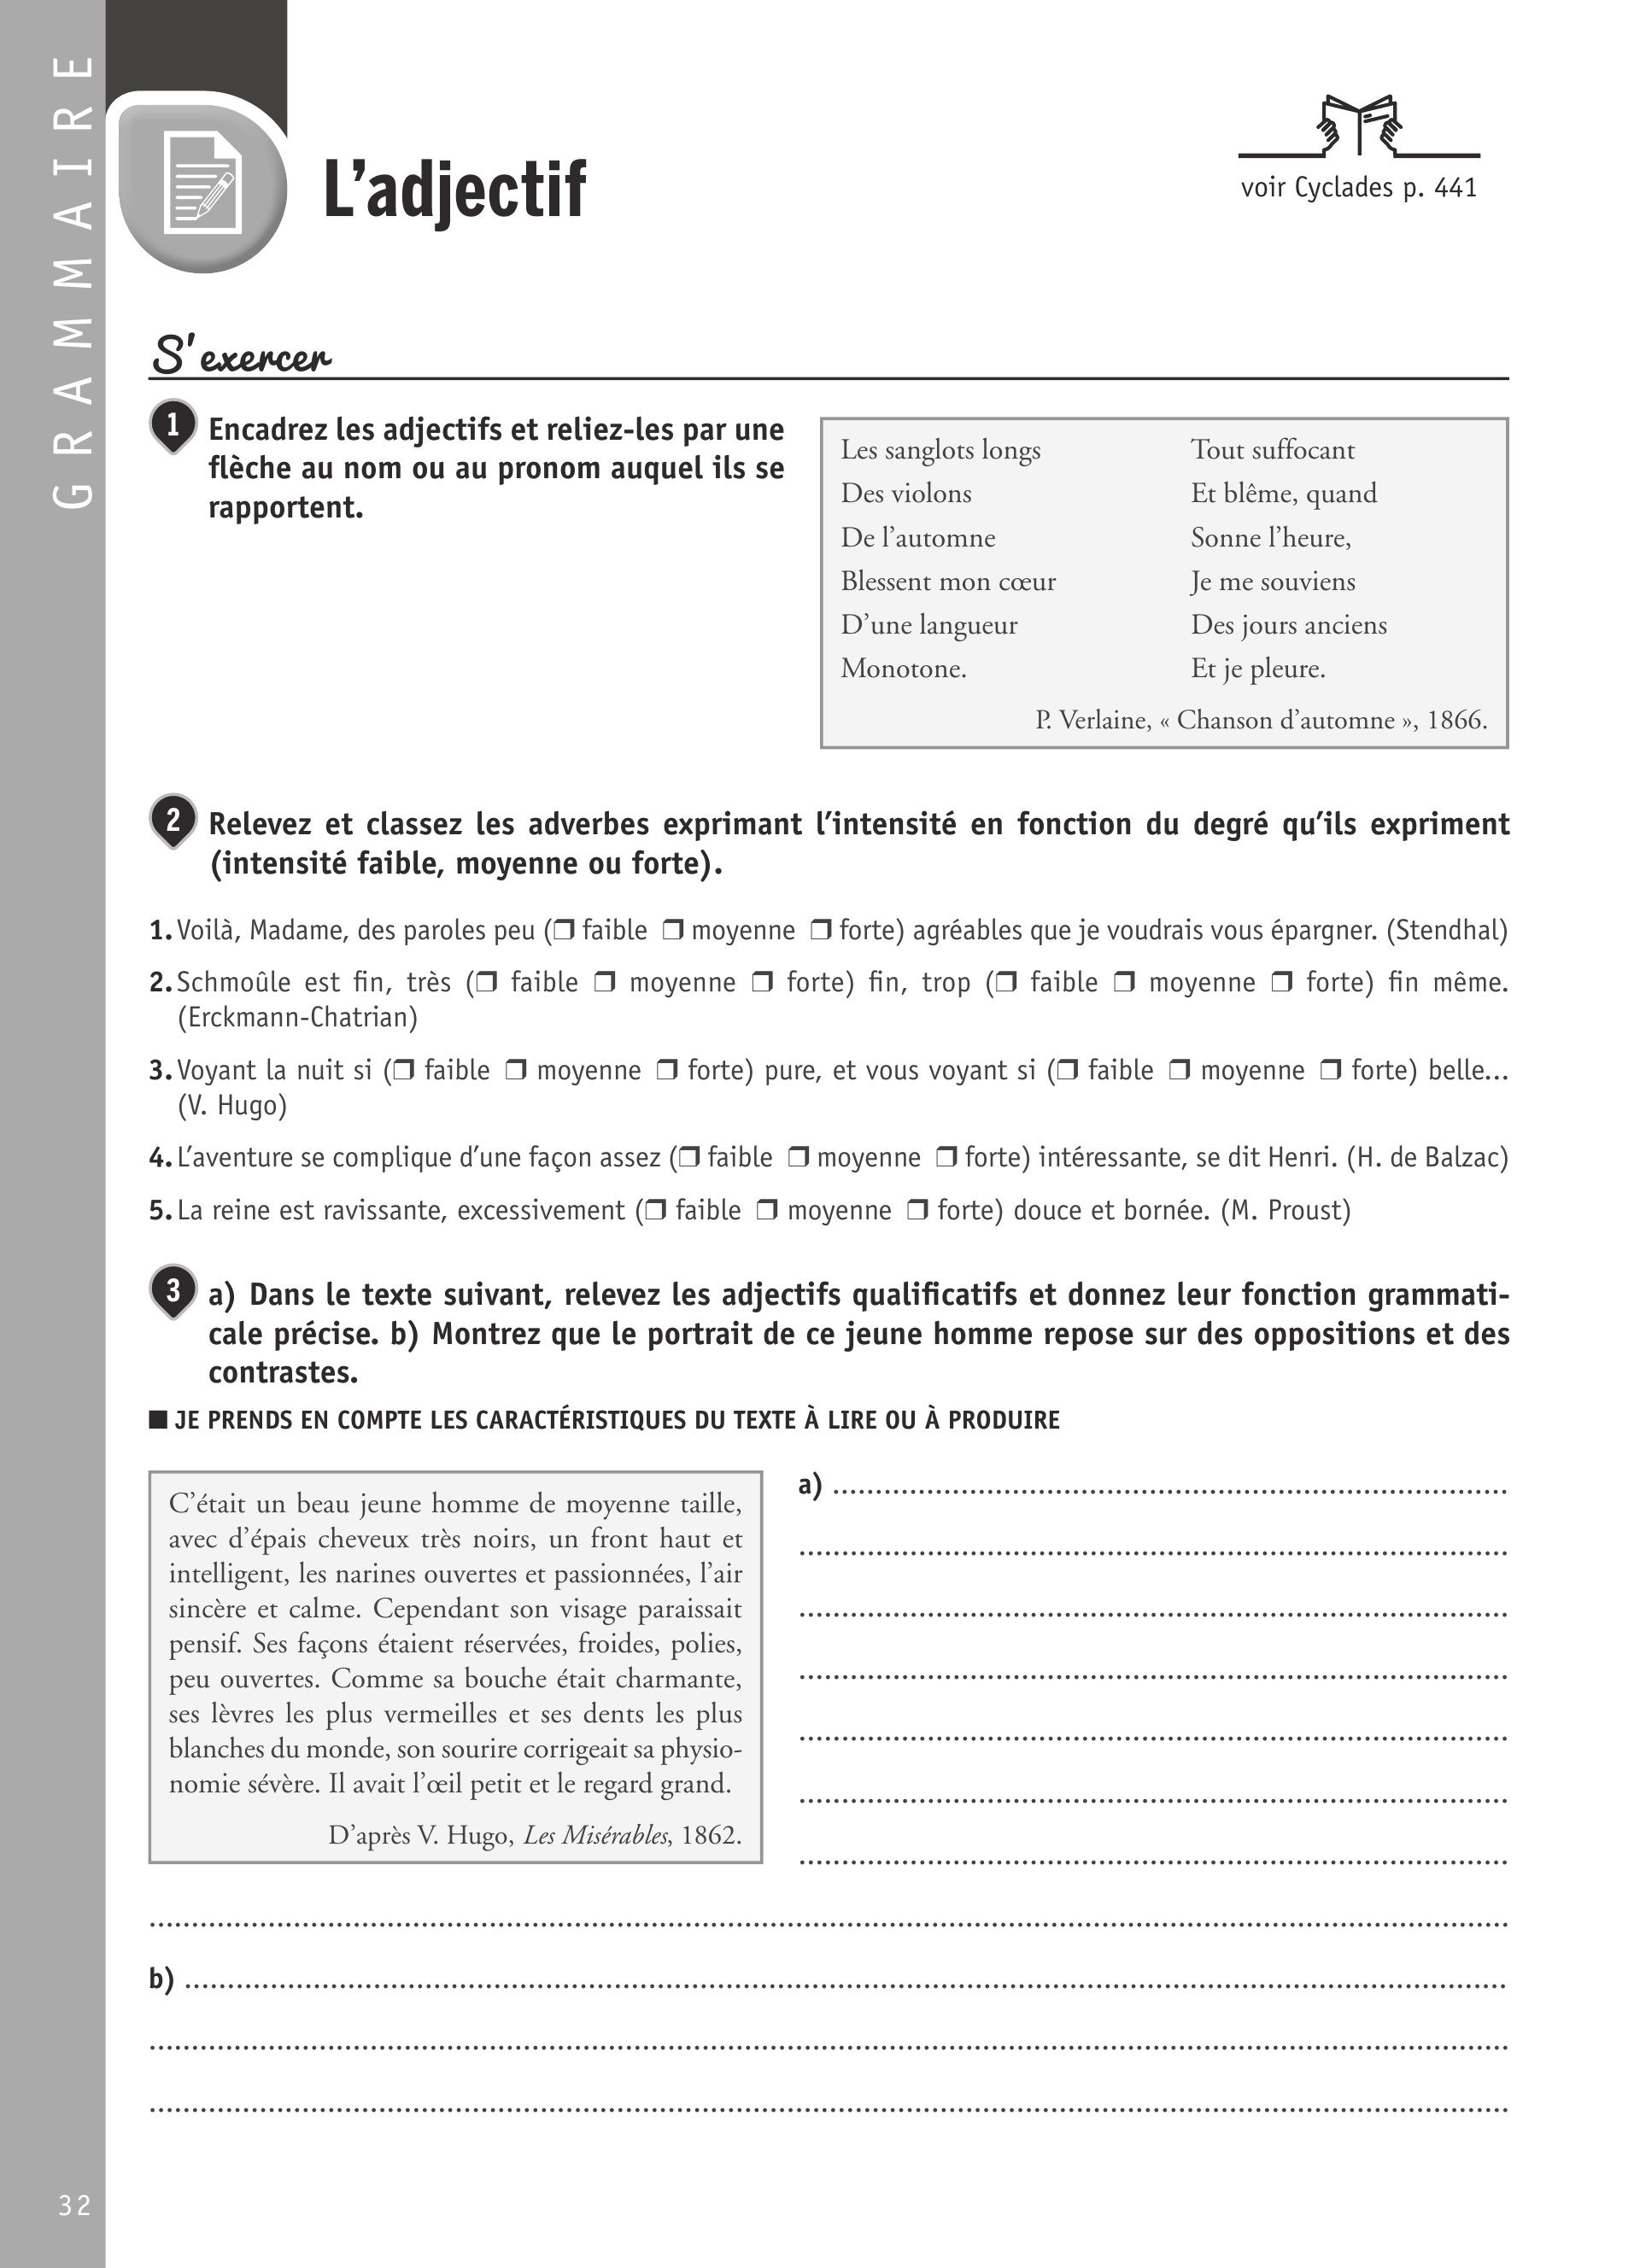 GRAMMAIRE
L’adjectif
voir Cyclades p. 441
S'exercer
1 Encadrez les adjectifs et reliez-les par une
flèche au nom ou au pronom auquel ils se
rapportent.
Les sanglots longs
Des violons
De l’automne
Blessent mon cœur
D’une langueur
Monotone.
Tout suffocant
Et blême, quand
Sonne l’heure,
Je me souviens
Des jours anciens
Et je pleure.
P. Verlaine, « Chanson d’automne », 1866.
2 Relevez et classez les adverbes exprimant l’intensité en fonction du degré qu’ils expriment
(intensité faible, moyenne ou forte).
1. Voilà, Madame, des paroles peu (❒ faible ❒ moyenne ❒ forte) agréables que je voudrais vous épargner. (Stendhal)
2. Schmoûle est fin, très (❒ faible ❒ moyenne ❒ forte) fin, trop (❒ faible ❒ moyenne ❒ forte) fin même.
(Erckmann-Chatrian)
3. Voyant la nuit si (❒ faible ❒ moyenne ❒ forte) pure, et vous voyant si (❒ faible ❒ moyenne ❒ forte) belle…
(V. Hugo)
4. L’aventure se complique d’une façon assez (❒ faible ❒ moyenne ❒ forte) intéressante, se dit Henri. (H. de Balzac)
5. La reine est ravissante, excessivement (❒ faible ❒ moyenne ❒ forte) douce et bornée. (M. Proust)
3 a) Dans le texte suivant, relevez les adjectifs qualificatifs et donnez leur fonction grammati-
cale précise. b) Montrez que le portrait de ce jeune homme repose sur des oppositions et des
contrastes.
■ JE PRENDS EN COMPTE LES CARACTÉRISTIQUES DU TEXTE À LIRE OU À PRODUIRE
C’était un beau jeune homme de moyenne taille,
avec d’épais cheveux très noirs, un front haut et
intelligent, les narines ouvertes et passionnées, l’air
sincère et calme. Cependant son visage paraissait
pensif. Ses façons étaient réservées, froides, polies,
peu ouvertes. Comme sa bouche était charmante,
ses lèvres les plus vermeilles et ses dents les plus
blanches du monde, son sourire corrigeait sa physio-
nomie sévère. Il avait l’œil petit et le regard grand.
D’après V. Hugo, Les Misérables, 1862.
a)
b)
32